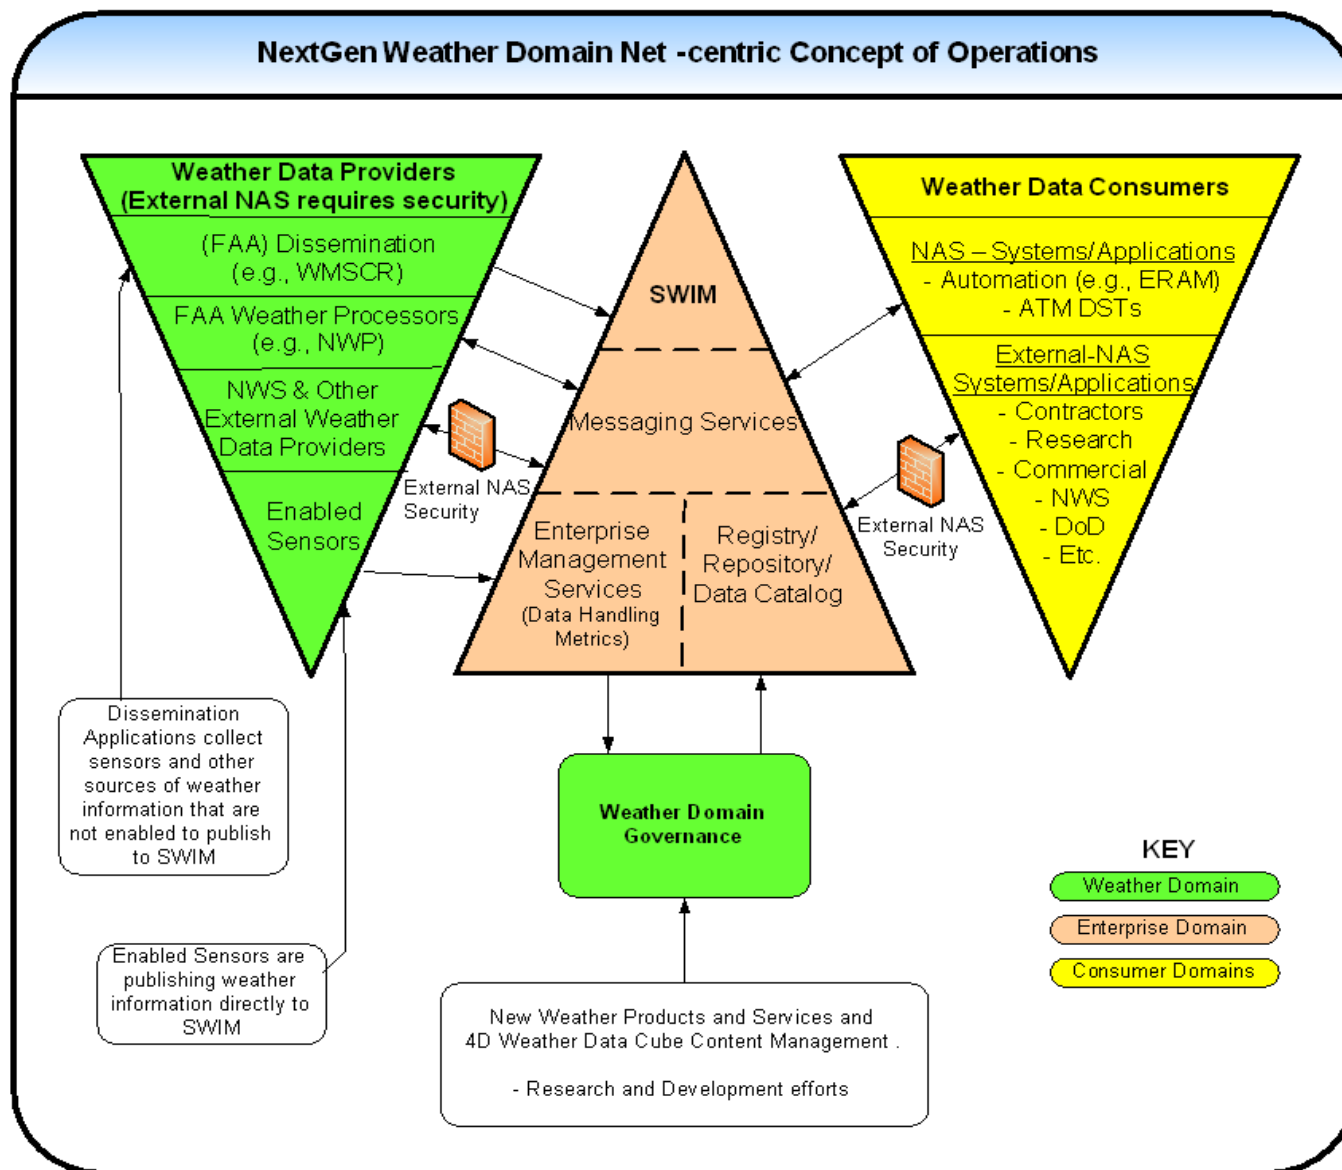 NextGen Weather Domain Net -centric Concept of Operations
Weather Data Providers
(External NAS requires security)
(FAA) Dissemination
(e.g., WMSCR)
FAA Weather Processors
(e.g., NWP)
NWS & Other
External Weather
Data Providers
Enabled
Sensors
External NAS
Security
SWIM
Messaging Services
Enterprise
Management
Services
(Data Handling
Metrics)
Registry/
Repository/
Data Catalog
Weather Data Consumers
NAS – Systems/Applications
- Automation (e.g., ERAM)
- ATM DSTs
External-NAS
Systems/Applications
- Contractors
- Research
- Commercial
- NWS
- DoD
- Etc.
External NAS
Security
Dissemination
Applications collect
sensors and other
sources of weather
information that are
not enabled to publish
to SWIM
Enabled Sensors are
publishing weather
information directly to
SWIM
Weather Domain
Governance
New Weather Products and Services and
4D Weather Data Cube Content Management .
- Research and Development efforts
KEY
Weather Domain
Enterprise Domain
Consumer Domains